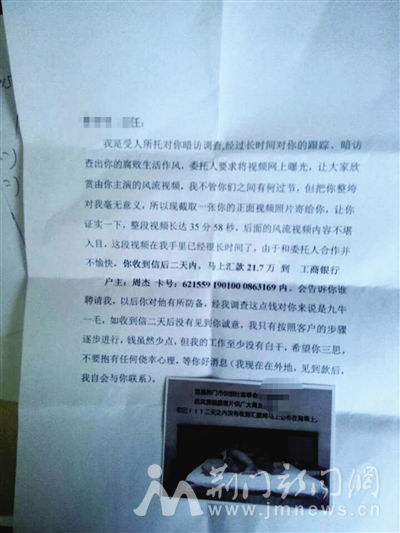 任:
我是受人所托对你暗访调查,经过长时间对你的跟踪、暗访
查出你的腐败生活作风,委托人要求将视频网上曝光,让大家欣
赏由你主演的风流视频,我不管你们之间有何过节,但把你整垮
对我毫无意义,所以现截取一张你的正面视频照片寄给你,让你
证实一下,整段视频长达 35 分 58 秒,后面的风流视频内容不堪
入目,这段视频在我手里已经很长时间了,由于和委托人合作并
不愉快,你收到信后二天内,马上汇款 21.7 万 到 工商银行
户主:周杰 卡号:621559 190100 0863169 内,会告诉你谁
聘请我,以后你对他有所防备,经我调查这点钱对你来说是九牛
一毛,如收到信二天后没有见到你诚意,我只有按照客户的步骤
逐步进行,钱虽然少点,但我的工作至少没有白干,希望你三思,
不要抱有任何侥幸心理,等你好消息(我现在在外地,见到款后,
我自会与你联系)。
荆门新闻网
www.jmnews.cn